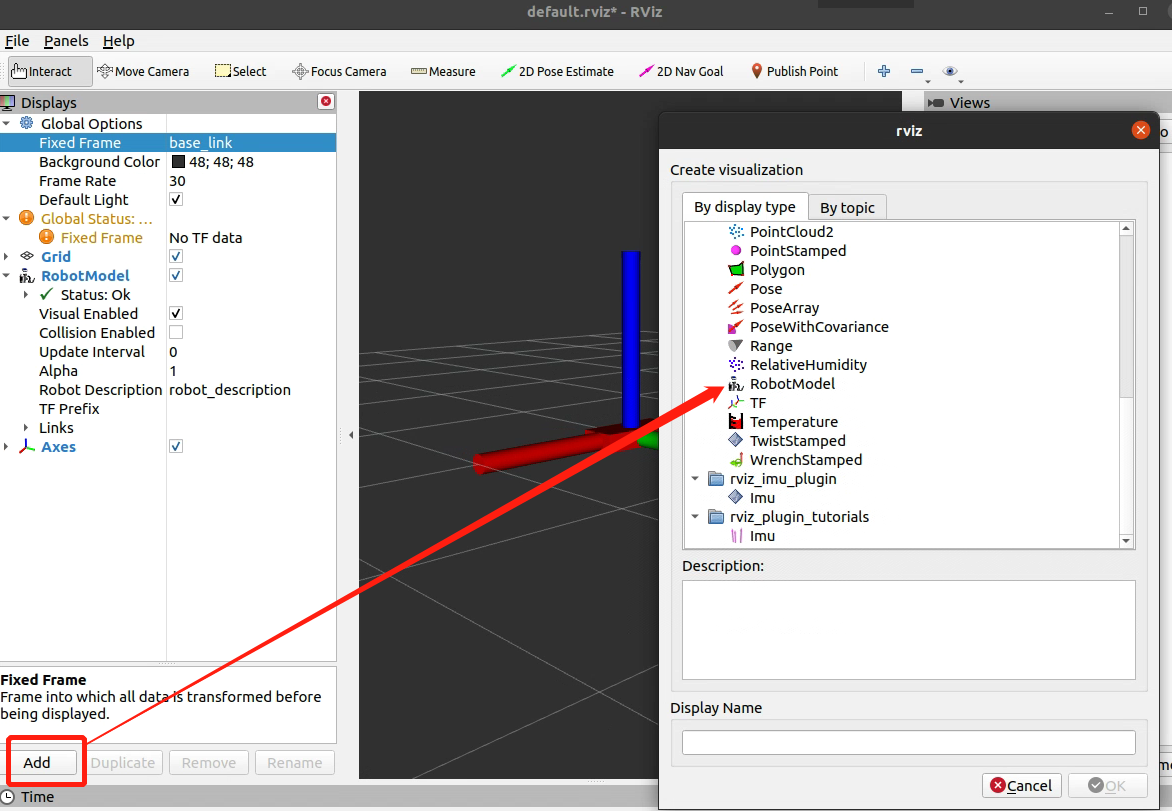 default.rviz* - RViz
File Panels Help
Interact Move Camera Select Focus Camera Measure 2D Pose Estimate 2D Nav Goal Publish Point
Displays
Global Options
Fixed Frame base_link
Background Color 48; 48; 48
Frame Rate 30
Default Light
Global Status: ...
Fixed Frame No TF data
Grid
RobotModel
Status: Ok
Visual Enabled
Collision Enabled
Update Interval 0
Alpha 1
Robot Description robot_description
TF Prefix
Links
Axes
Fixed Frame
Frame into which all data is transformed before
being displayed.
Add Duplicate Remove Rename
Time
Views
rviz
Create visualization
By display type By topic
PointCloud2
PointStamped
Polygon
Pose
PoseArray
PoseWithCovariance
Range
RelativeHumidity
RobotModel
TF
Temperature
TwistStamped
WrenchStamped
rviz_imu_plugin
Imu
rviz_plugin_tutorials
Imu
Description:
Display Name
Cancel OK